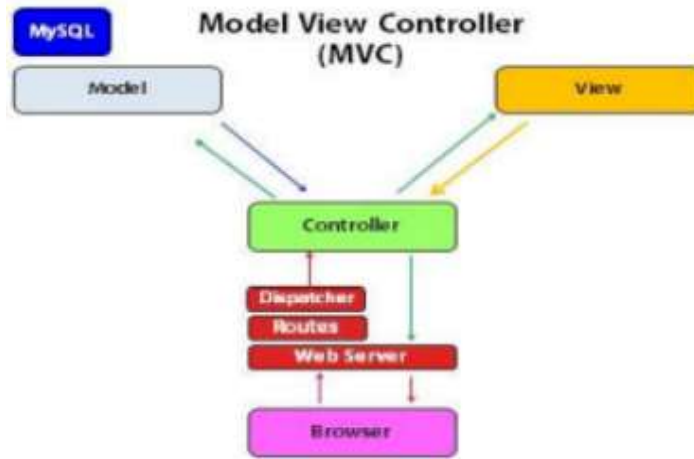 MySQL
Model View Controller
(MVC)
Model
View
Controller
Dispatcher
Routes
Web Server
Browser